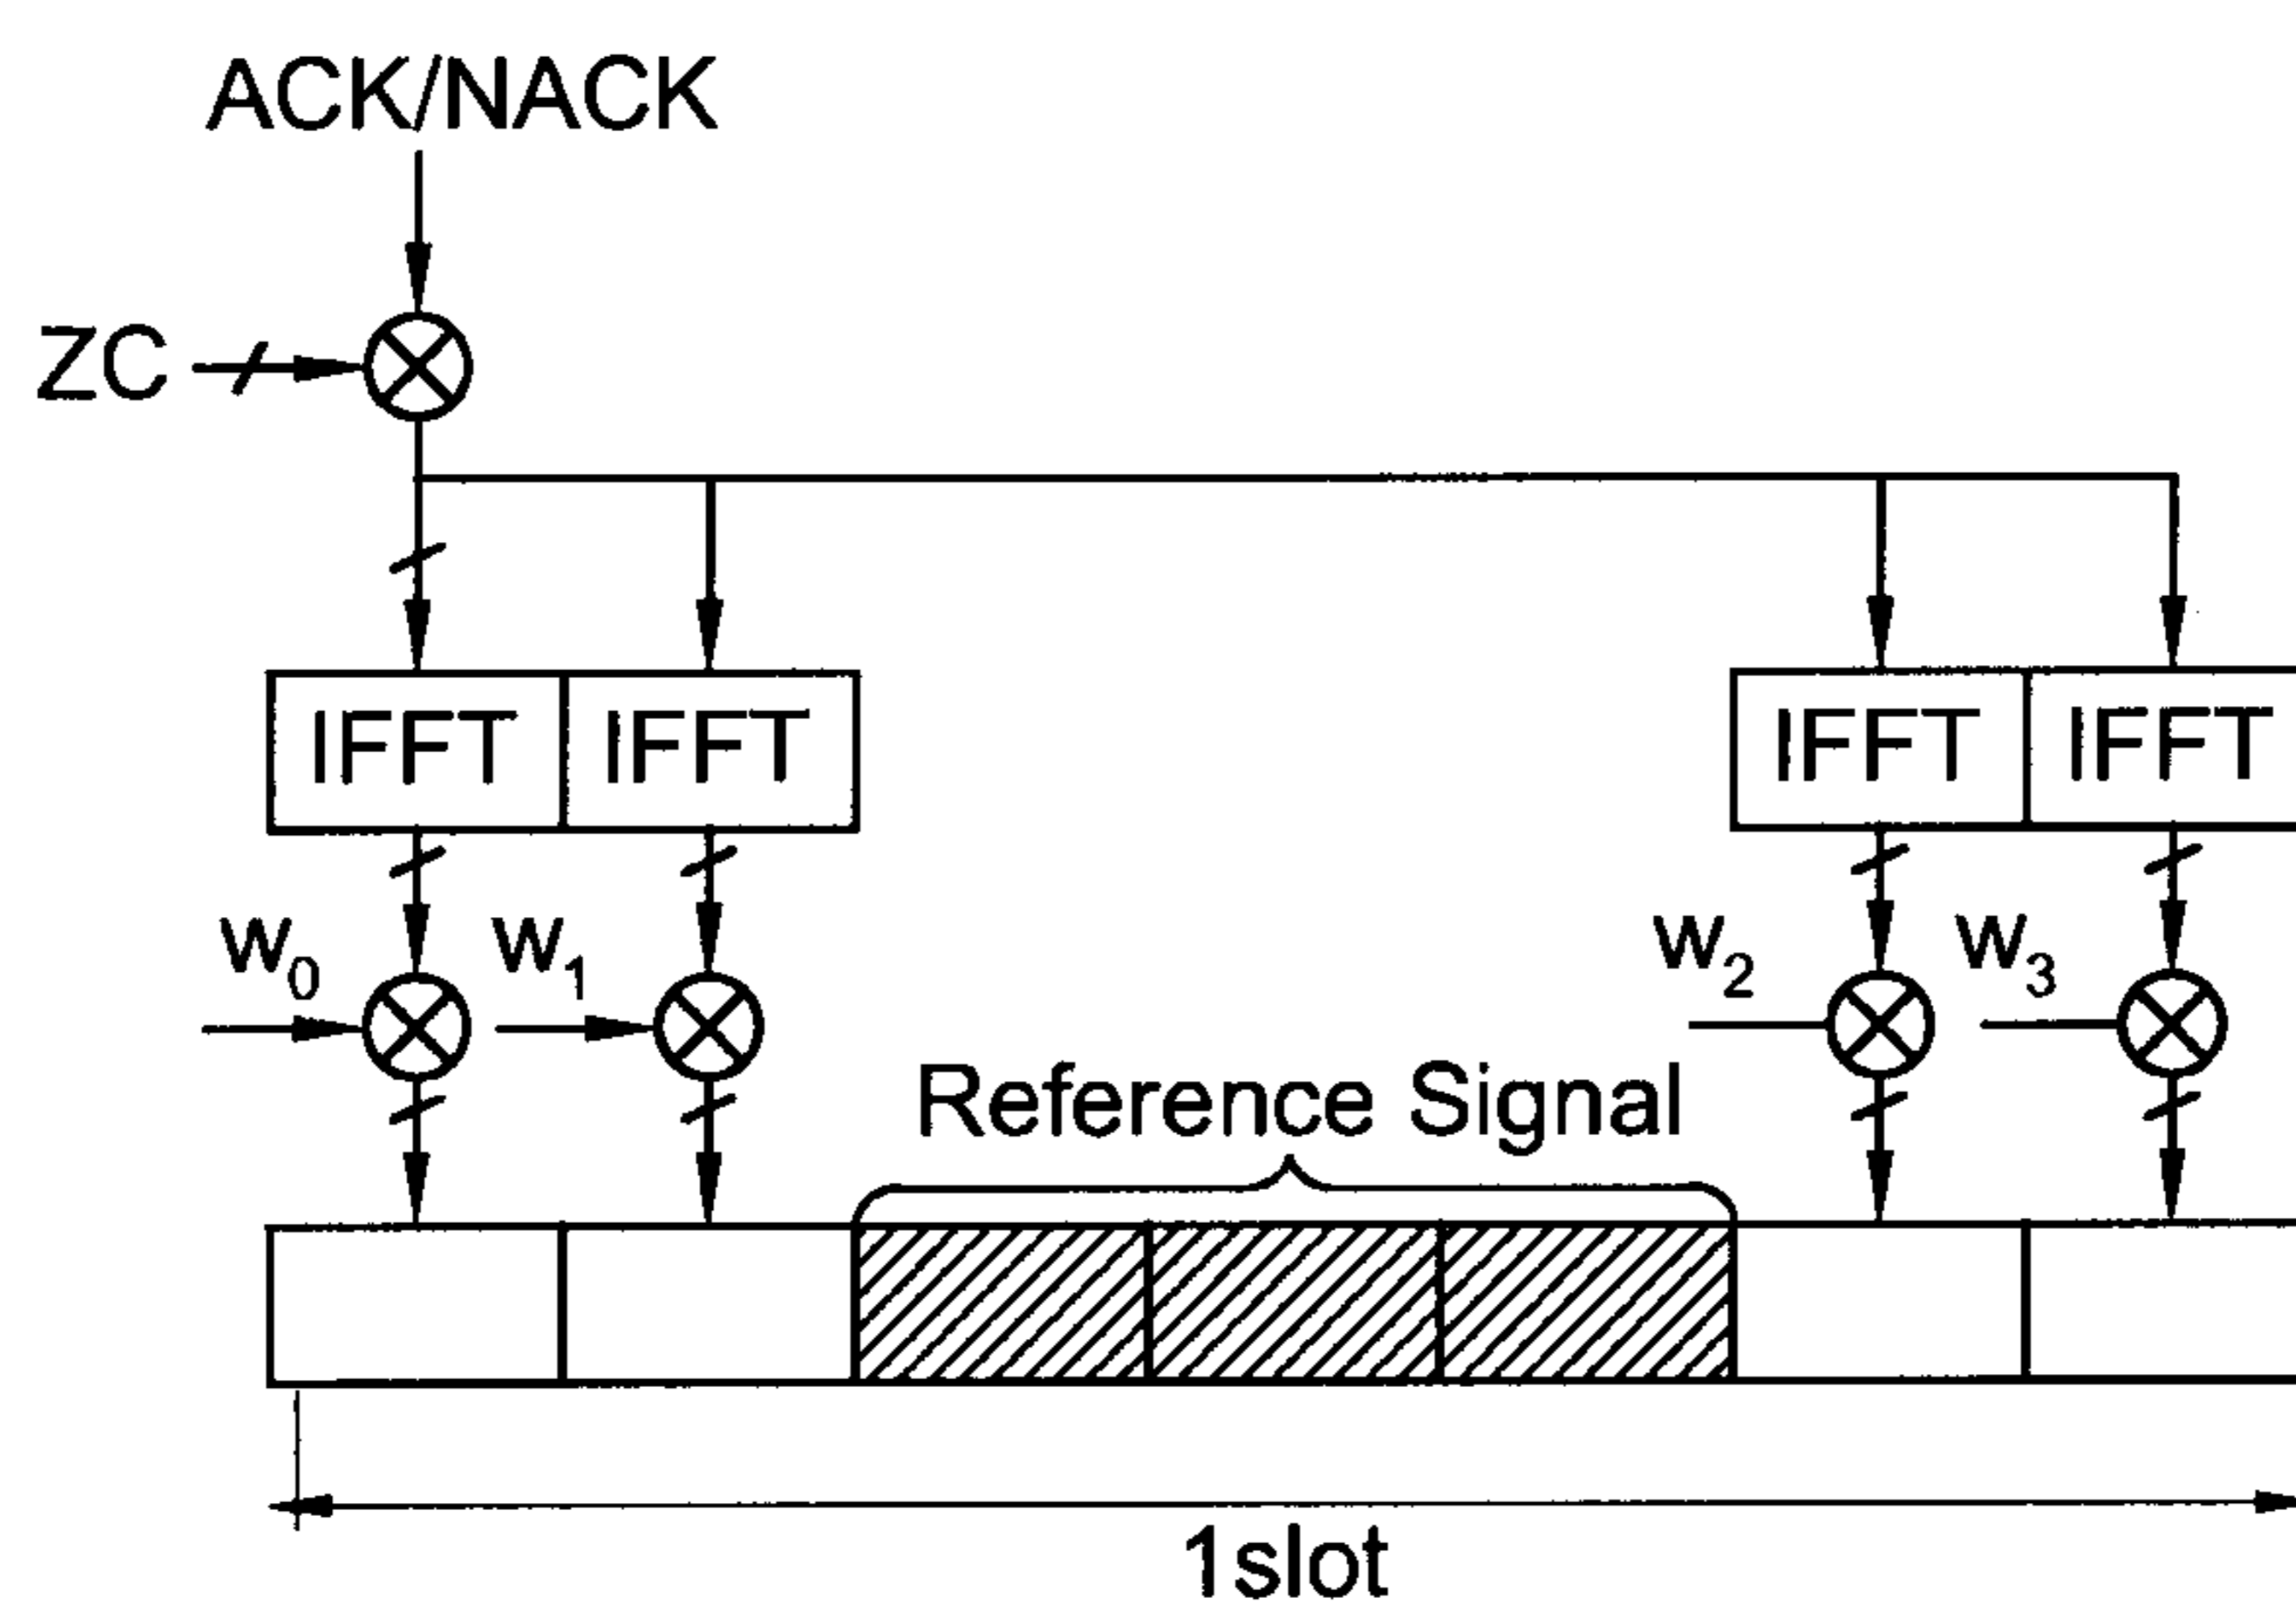 ACK/NACK
ZC
IFFT IFFT IFFT IFFT
w0 w1 w2 w3
Reference Signal
1slot